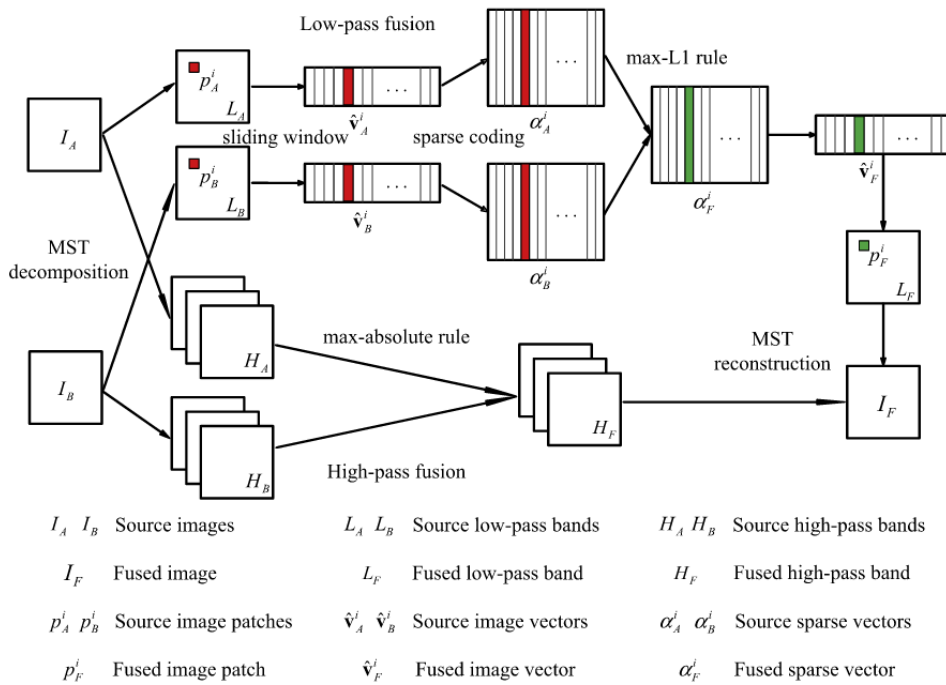 Low-pass fusion
max-L1 rule
p_A^i
L_A
. . .
v̂_A^i
. . .
α_A^i
I_A
sliding window
sparse coding
p_B^i
L_B
. . .
v̂_B^i
. . .
α_B^i
. . .
α_F^i
. . .
v̂_F^i
MST
decomposition
p_F^i
L_F
I_B
H_A
max-absolute rule
H_B
High-pass fusion
H_F
MST
reconstruction
I_F
I_A I_B Source images
L_A L_B Source low-pass bands
H_A H_B Source high-pass bands
I_F Fused image
L_F Fused low-pass band
H_F Fused high-pass band
p_A^i p_B^i Source image patches
v̂_A^i v̂_B^i Source image vectors
α_A^i α_B^i Source sparse vectors
p_F^i Fused image patch
v̂_F^i Fused image vector
α_F^i Fused sparse vector